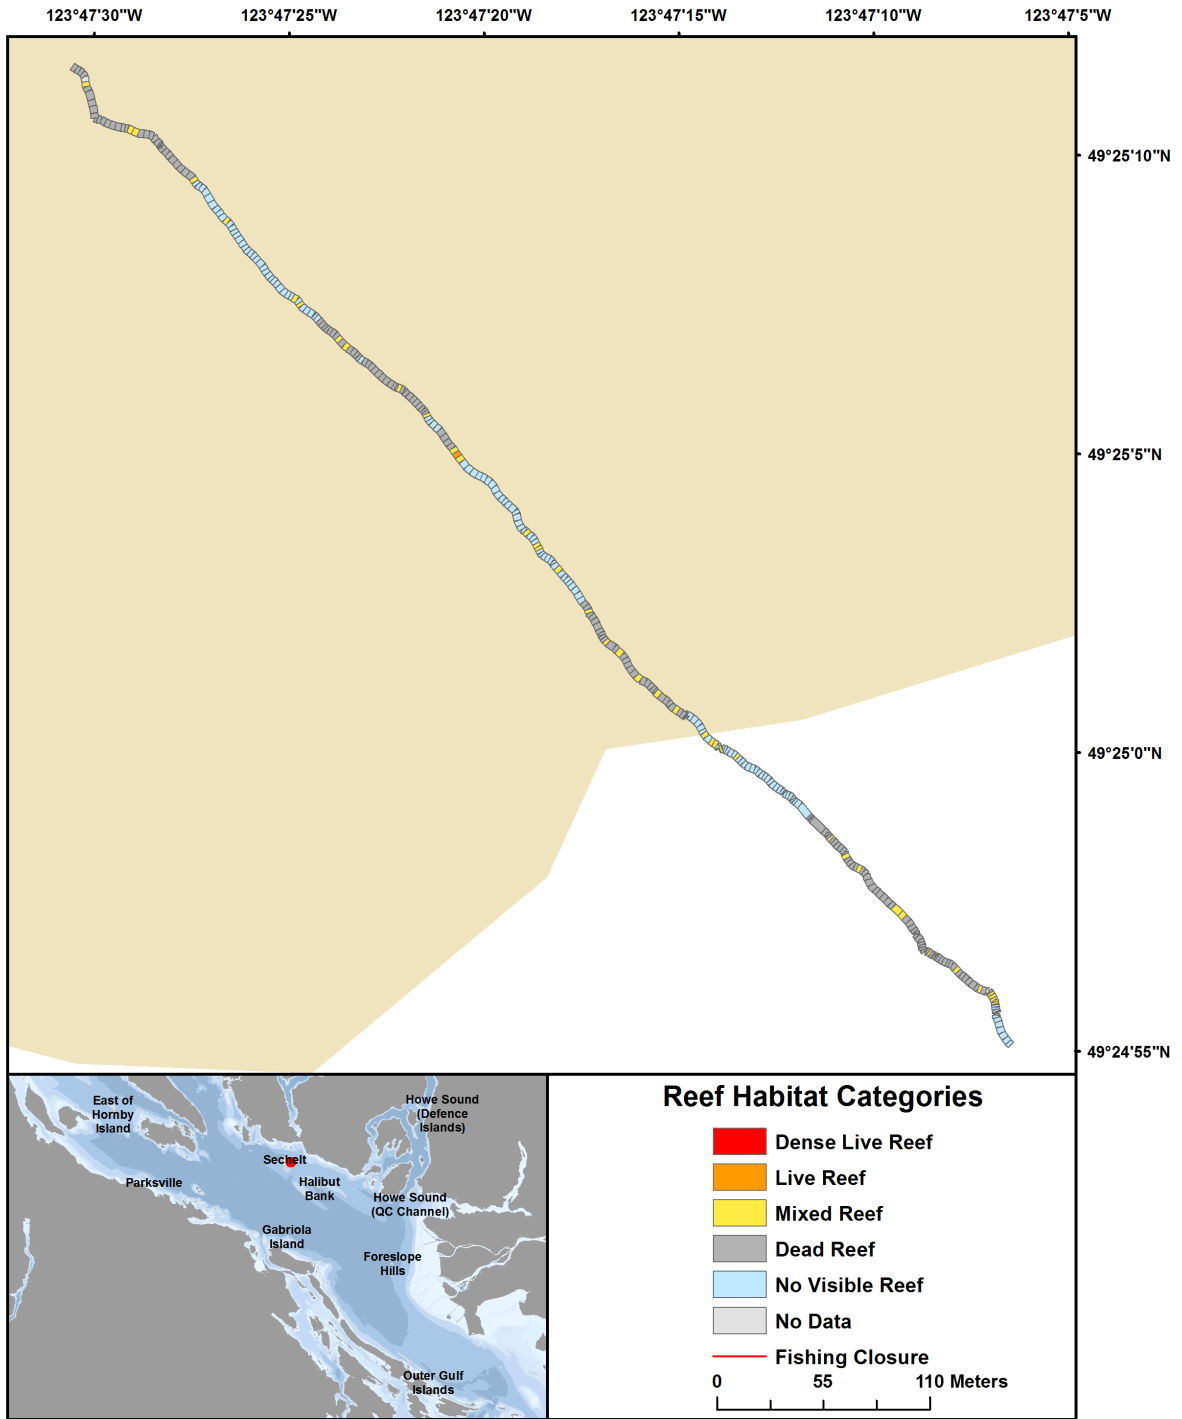 123°47'30"W
123°47'25"W
123°47'20"W
123°47'15"W
123°47'10"W
123°47'5"W
49°25'10"N
49°25'5"N
49°25'0"N
49°24'55"N
East of
Hornby
Island
Howe Sound
(Defence
Islands)
Sechelt
Parksville
Halibut
Bank
Howe Sound
(QC Channel)
Gabriola
Island
Foreslope
Hills
Outer Gulf
Islands
Reef Habitat Categories
Dense Live Reef
Live Reef
Mixed Reef
Dead Reef
No Visible Reef
No Data
Fishing Closure
0 55 110 Meters